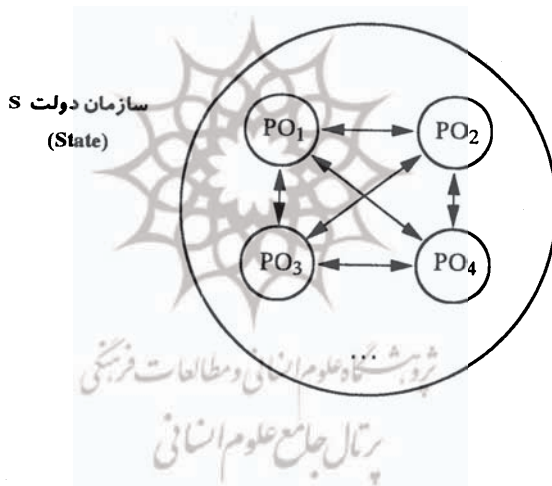 سازمان دولت S
(State)
PO₁ PO₂
PO₃ PO₄
...
پژوهشگاه علوم انسانی و مطالعات فرهنگی
پرتال جامع علوم انسانی